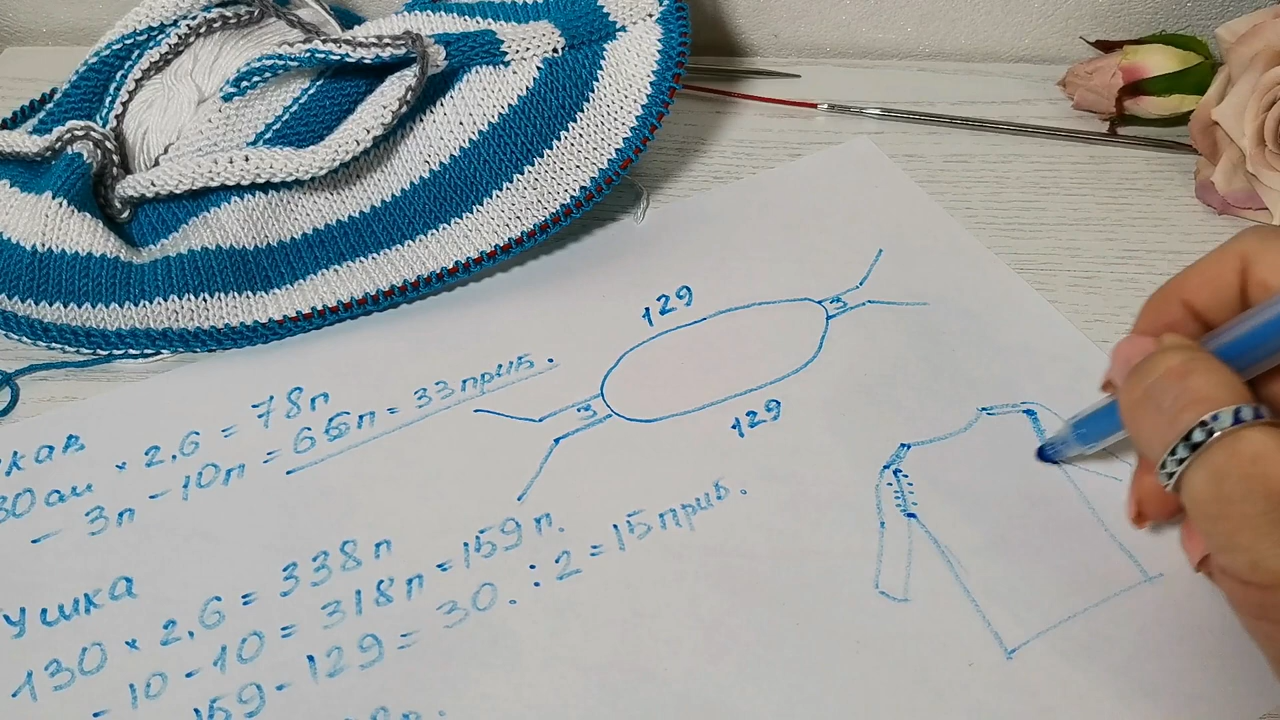 129
3
3
129
кав
30 см × 2,6 = 78п
- 3п - 10п = 66п = 33 приб.
ушка
130 × 2,6 = 338п
- 10 - 10 = 318п = 159п.
159 - 129 = 30. : 2 = 15 приб.